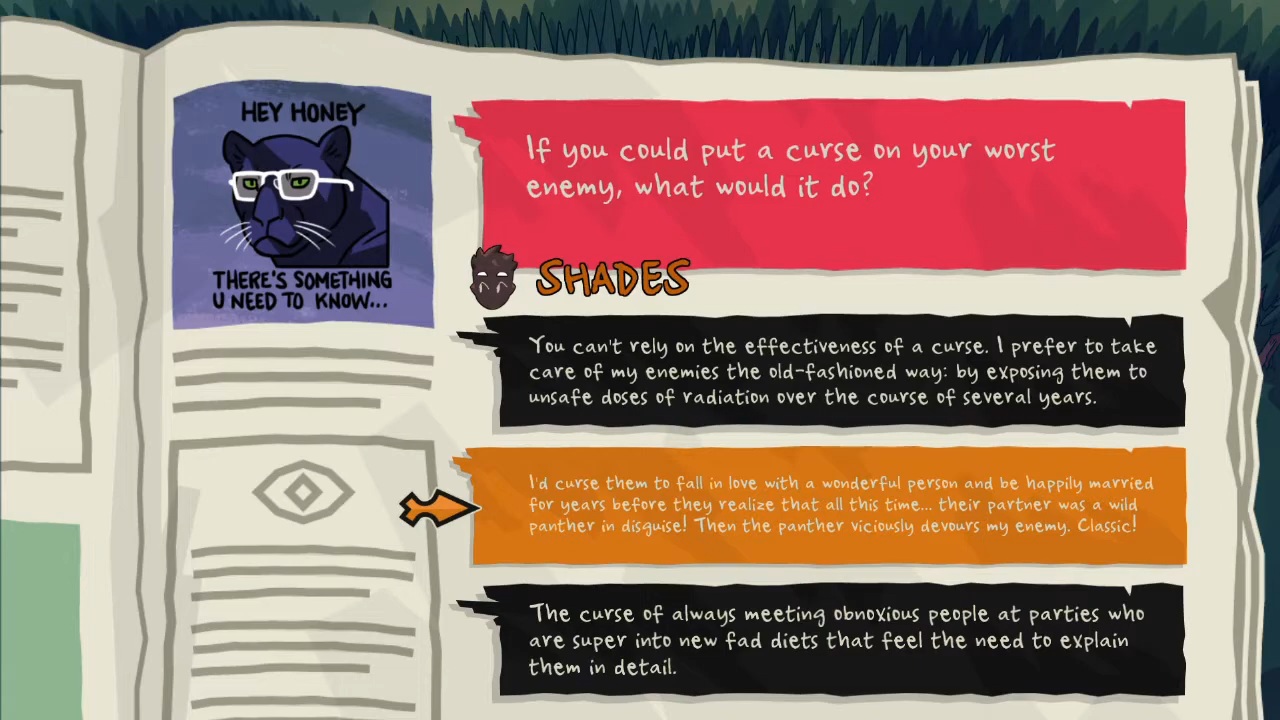 HEY HONEY
THERE'S SOMETHING
U NEED TO KNOW...
If you could put a curse on your worst
enemy, what would it do?
SHADES
You can't rely on the effectiveness of a curse. I prefer to take
care of my enemies the old-fashioned way: by exposing them to
unsafe doses of radiation over the course of several years.
I'd curse them to fall in love with a wonderful person and be happily married
for years before they realize that all this time... their partner was a wild
panther in disguise! Then the panther viciously devours my enemy. Classic!
The curse of always meeting obnoxious people at parties who
are super into new fad diets that feel the need to explain
them in detail.